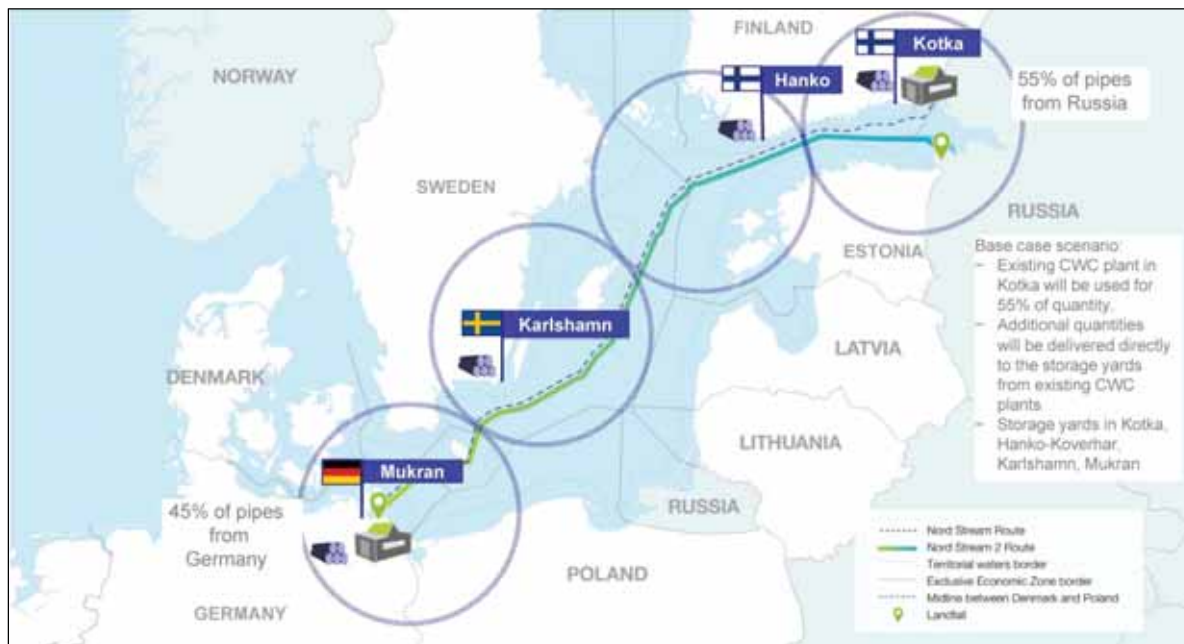 FINLAND
Kotka
NORWAY
Hanko
55% of pipes
from Russia
SWEDEN
RUSSIA
ESTONIA
Base case scenario:
– Existing CWC plant in
Kotka will be used for
55% of quantity.
– Additional quantities
will be delivered directly
to the storage yards
from existing CWC
plants
– Storage yards in Kotka,
Hanko-Koverhar,
Karlshamn, Mukran
Karlshamn
LATVIA
DENMARK
LITHUANIA
Mukran
45% of pipes
from
Germany
RUSSIA
POLAND
GERMANY
Nord Stream Route
Nord Stream 2 Route
Territorial waters border
Exclusive Economic Zone border
Midline between Denmark and Poland
Landfall